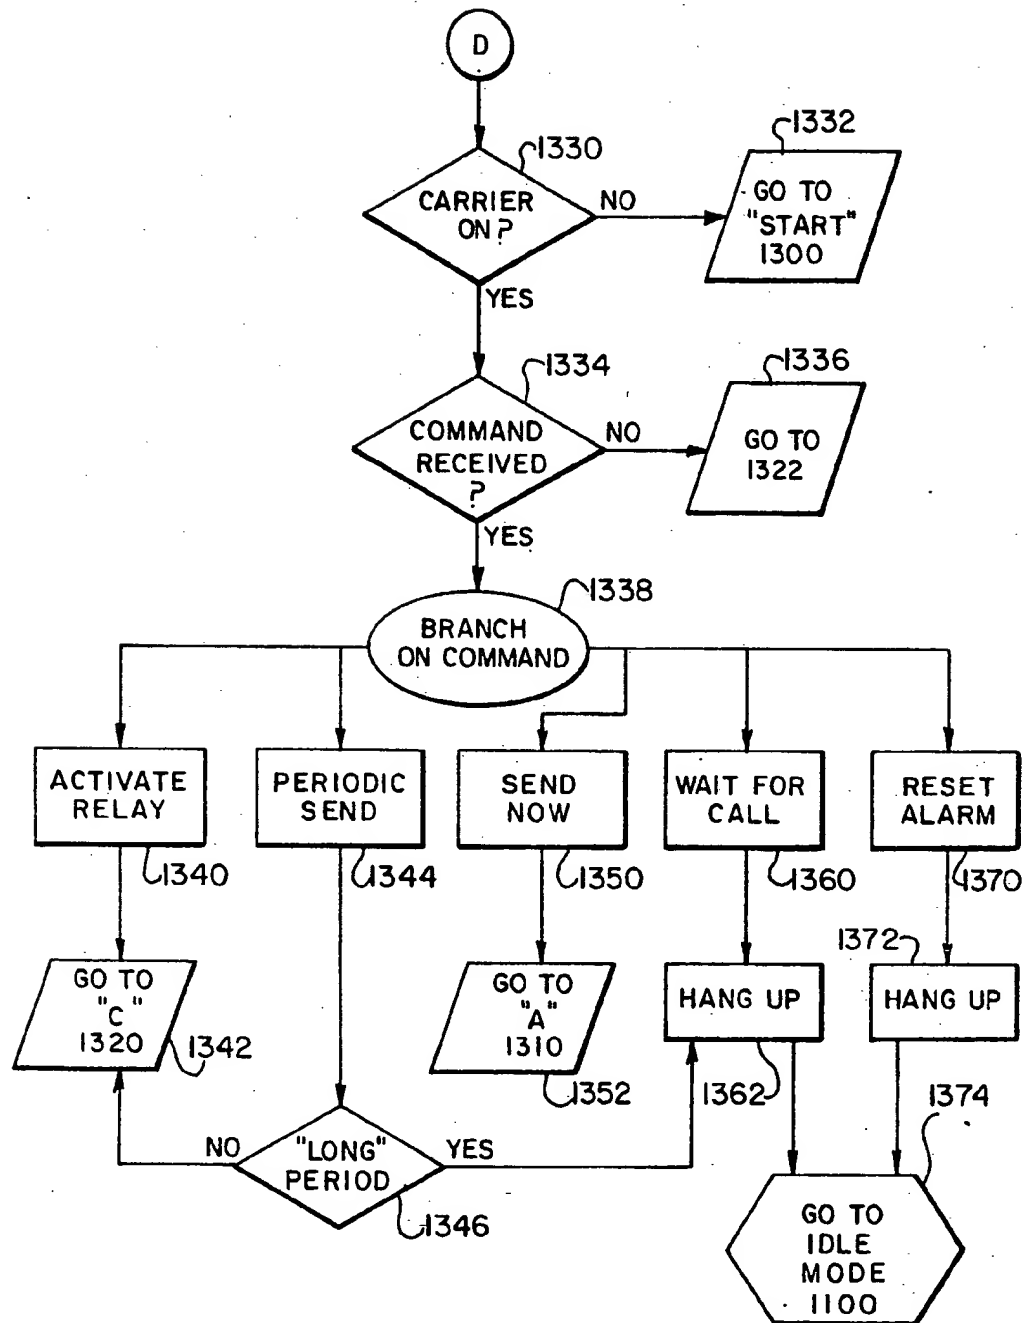 D
1330
CARRIER
ON?
NO
YES
1332
GO TO
"START"
1300
1334
COMMAND
RECEIVED
?
NO
YES
1336
GO TO
1322
1338
BRANCH
ON COMMAND
ACTIVATE
RELAY
1340
PERIODIC
SEND
1344
SEND
NOW
1350
WAIT FOR
CALL
1360
RESET
ALARM
1370
GO TO
"C"
1320
1342
GO TO
"A"
1310
1352
HANG UP
1362
1372
HANG UP
NO
"LONG"
PERIOD
YES
1346
1374
GO TO
IDLE
MODE
1100